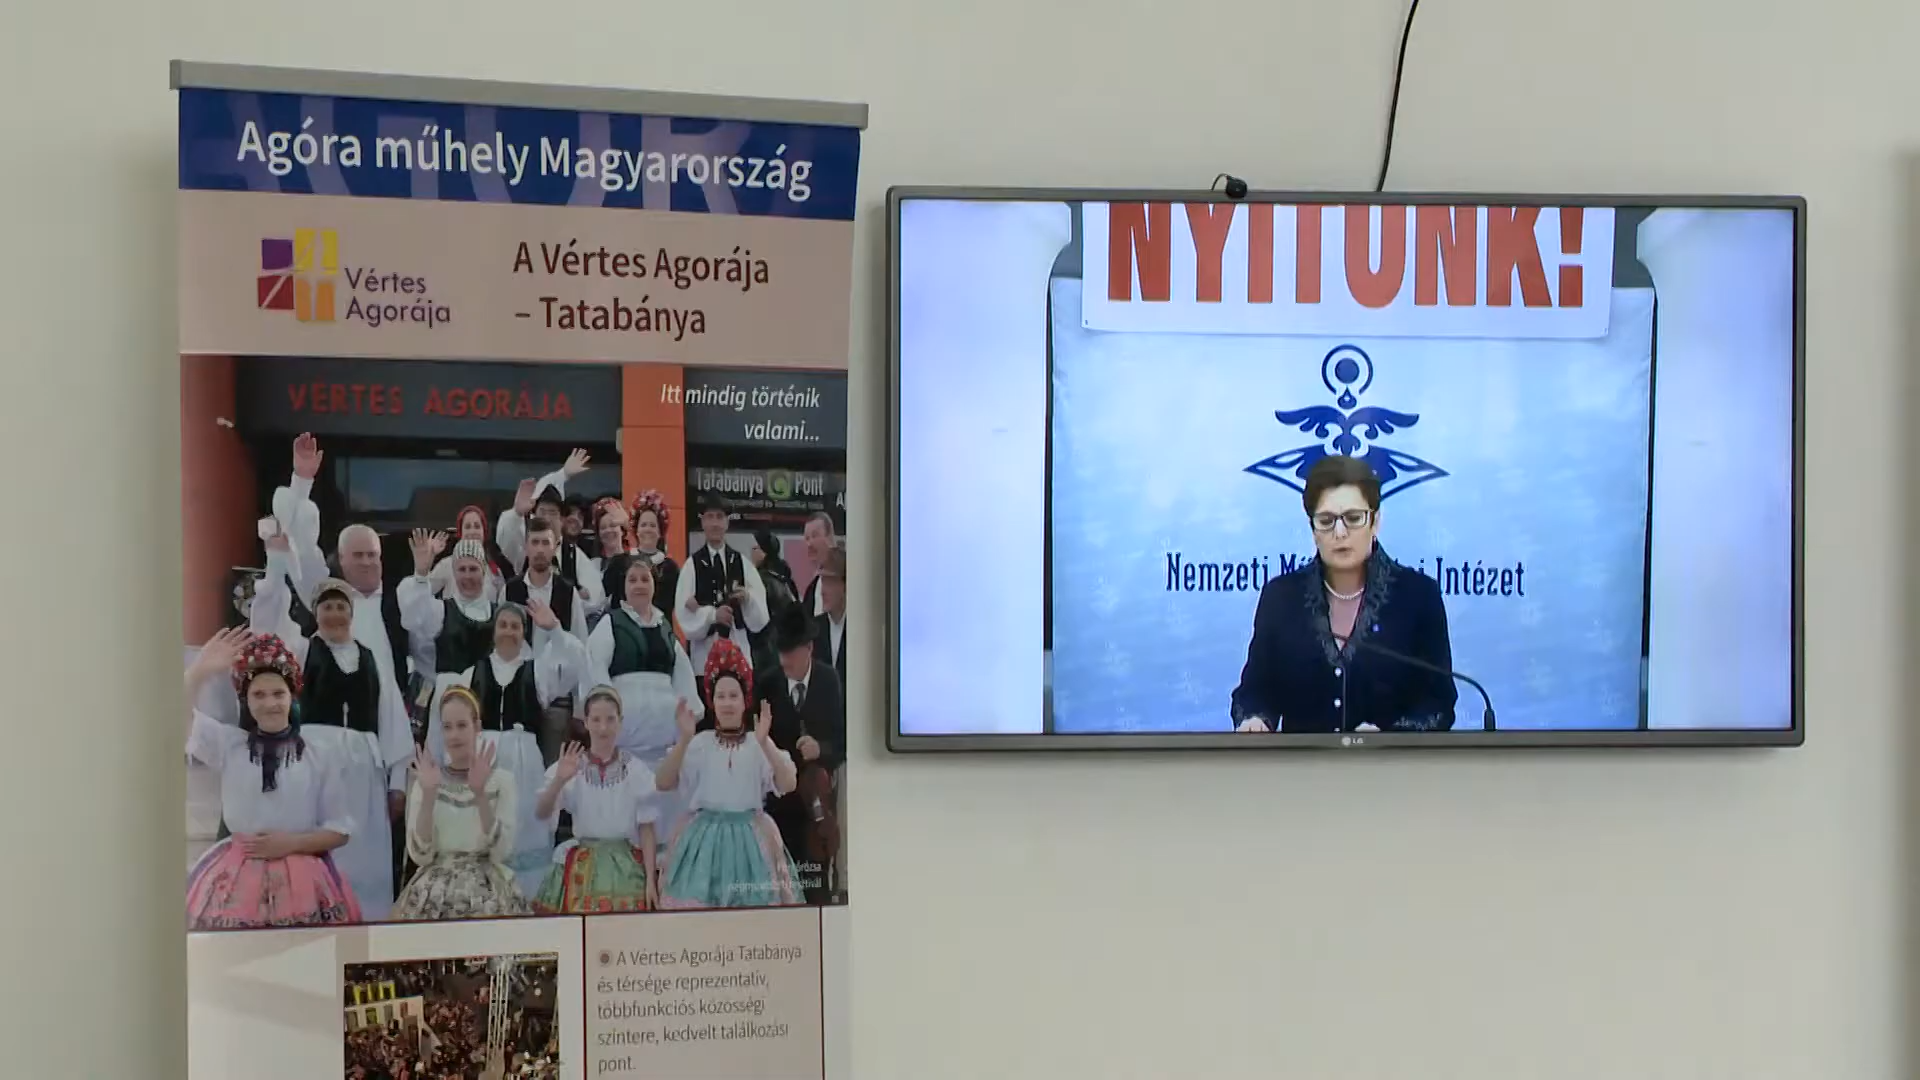 Agóra műhely Magyarország
Vértes
Agorája
A Vértes Agorája
– Tatabánya
VÉRTES AGORÁJA
Itt mindig történik
valami...
Tatabánya Pont
A Vértes Agorája Tatabánya
és térsége reprezentatív,
többfunkciós közösségi
színtere, kedvelt találkozási
pont.
NYITUNK!
Nemzeti Intézet
LG